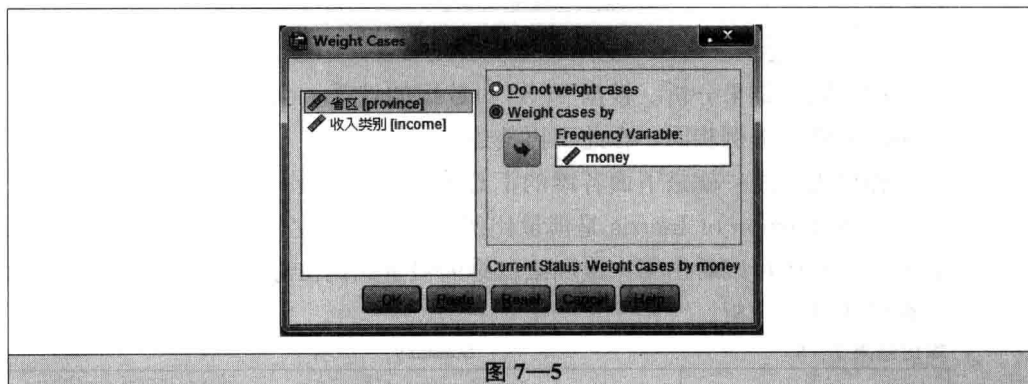 Weight Cases
省区 [province]
收入类别 [income]
Do not weight cases
Weight cases by
Frequency Variable:
money
Current Status: Weight cases by money
OK
Paste
Reset
Cancel
Help
图 7—5